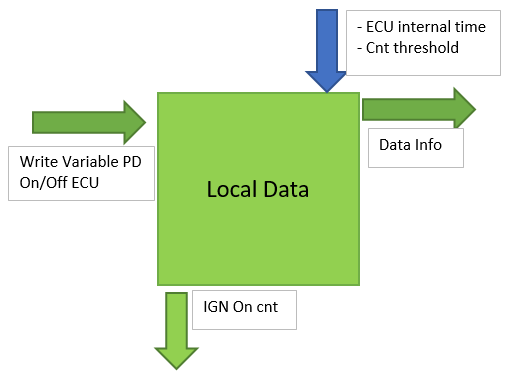 - ECU internal time
- Cnt threshold
Write Variable PD
On/Off ECU
Data Info
Local Data
IGN On cnt